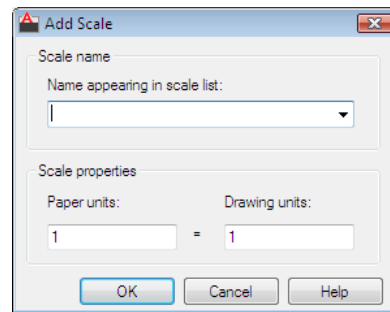 Add Scale
Scale name
Name appearing in scale list:
Scale properties
Paper units: Drawing units:
1 = 1
OK Cancel Help